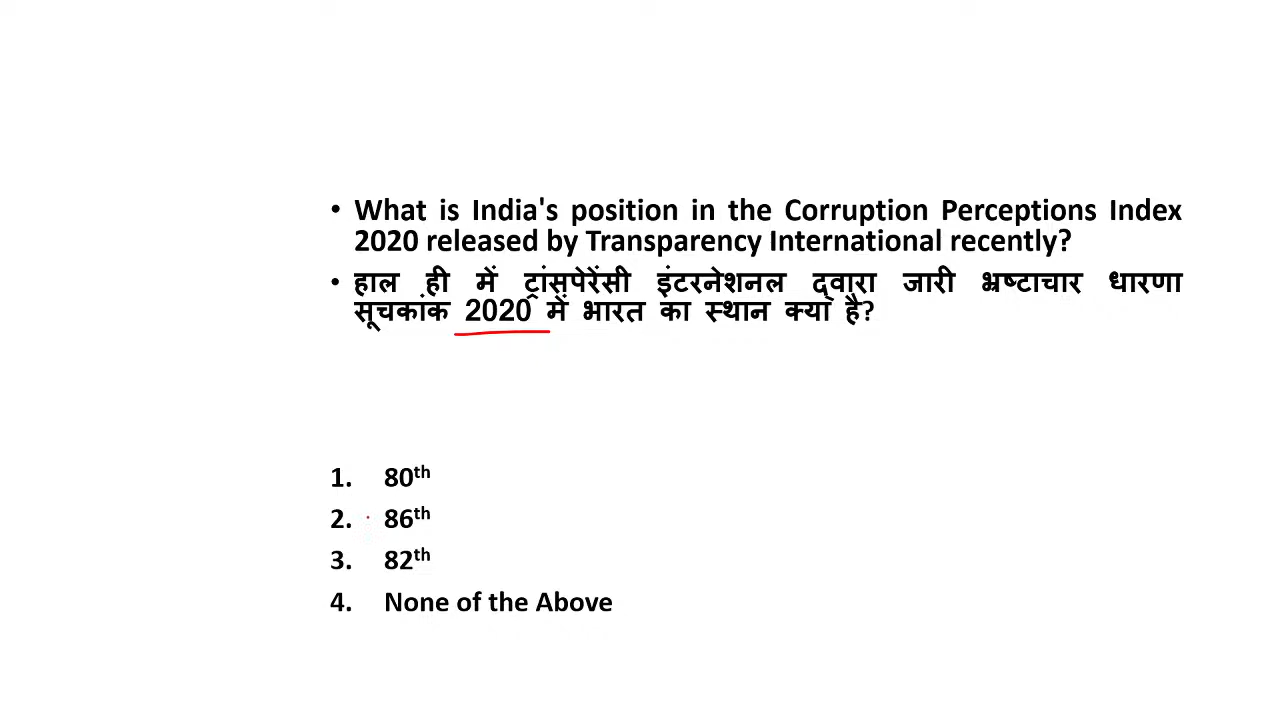 • What is India's position in the Corruption Perceptions Index
2020 released by Transparency International recently?
• हाल ही में ट्रांसपेरेंसी इंटरनेशनल द्वारा जारी भ्रष्टाचार धारणा
सूचकांक 2020 में भारत का स्थान क्या है?
1. 80th
2. 86th
3. 82th
4. None of the Above